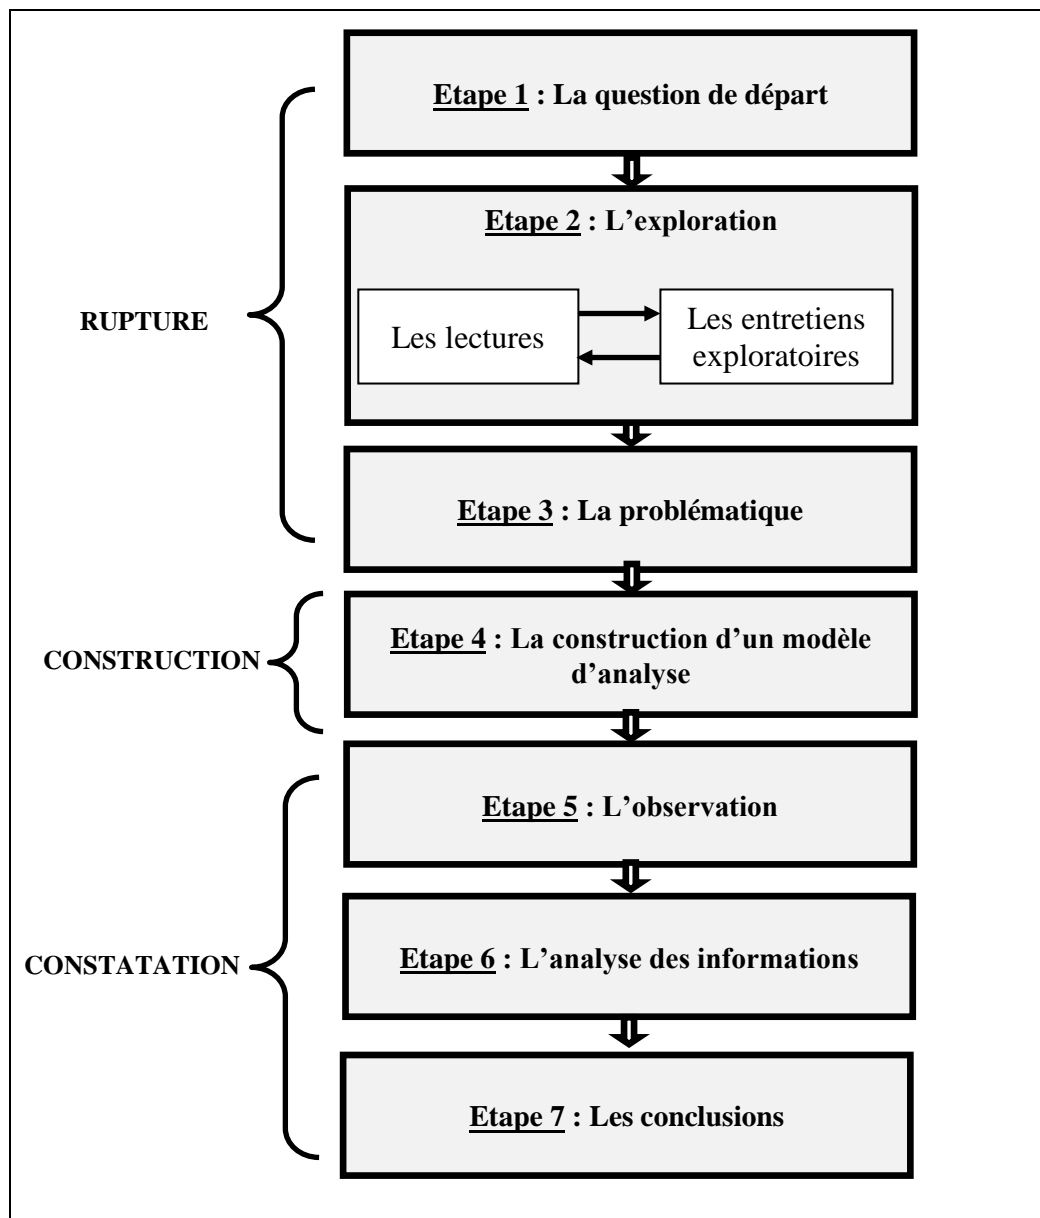 Etape 1 : La question de départ
Etape 2 : L’exploration
Les lectures
Les entretiens
exploratoires
RUPTURE
Etape 3 : La problématique
Etape 4 : La construction d’un modèle
d’analyse
CONSTRUCTION
Etape 5 : L’observation
Etape 6 : L’analyse des informations
CONSTATATION
Etape 7 : Les conclusions